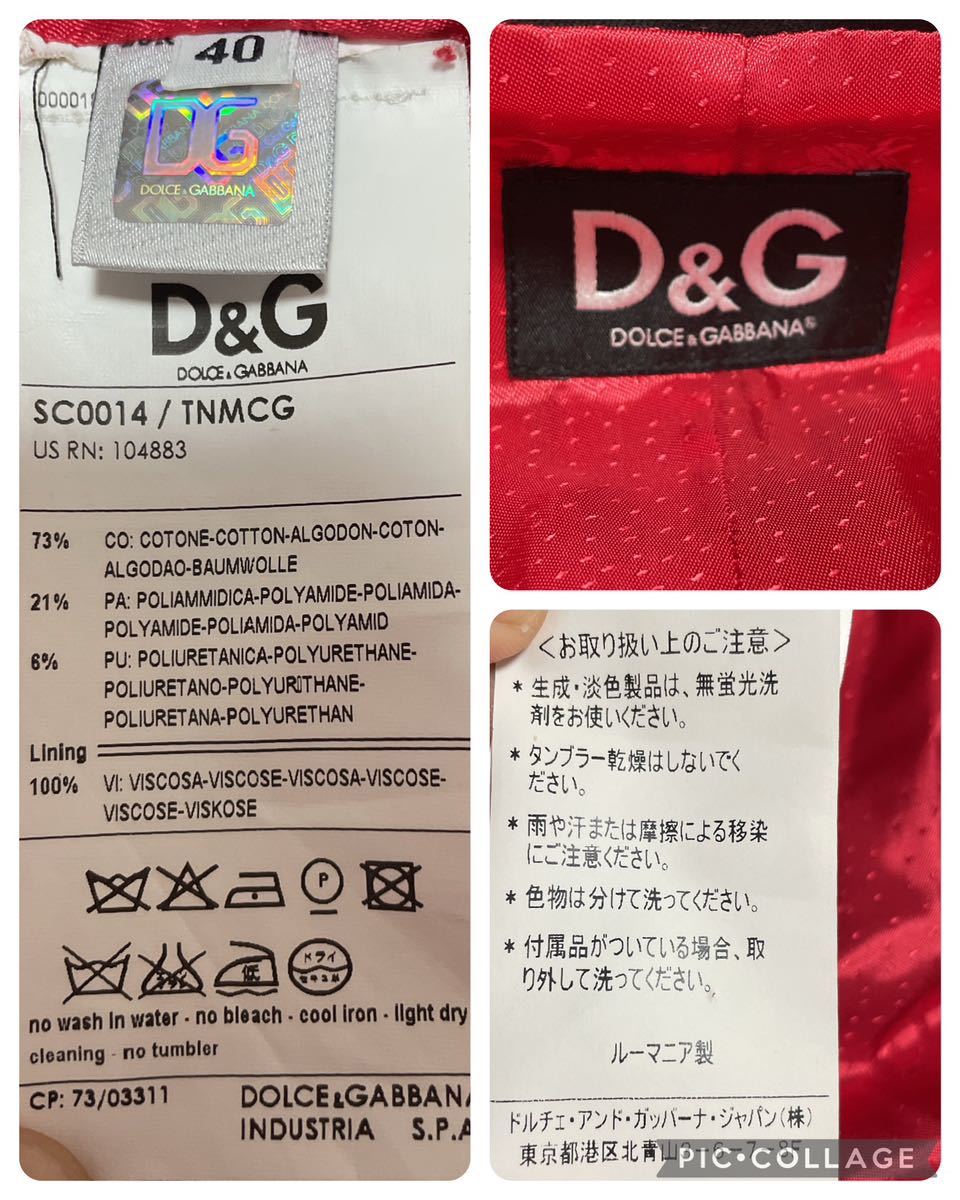 40
DG
DOLCE & GABBANA
D&G
DOLCE & GABBANA
SC0014 / TNMCG
US RN: 104883
73% CO: COTONE-COTTON-ALGODON-COTON-
ALGODAO-BAUMWOLLE
21% PA: POLIAMMIDICA-POLYAMIDE-POLIAMIDA-
POLYAMIDE-POLIAMIDA-POLYAMID
6% PU: POLIURETANICA-POLYURETHANE-
POLIURETANO-POLYURETHANE-
POLIURETANA-POLYURETHAN
Lining
100% VI: VISCOSA-VISCOSE-VISCOSA-VISCOSE-
VISCOSE-VISKOSE
P
低 ドライ
no wash in water - no bleach - cool iron - light dry
cleaning - no tumbler
CP: 73/03311 DOLCE&GABBANA
INDUSTRIA S.P.A
D&G
DOLCE & GABBANA®
＜お取り扱い上のご注意＞
* 生成・淡色製品は、無蛍光洗
剤をお使いください。
* タンブラー乾燥はしないでく
ださい。
* 雨や汗または摩擦による移染
にご注意ください。
* 色物は分けて洗ってください。
* 付属品がついている場合、取
り外して洗ってください。
ルーマニア製
ドルチェ・アンド・ガッバーナ・ジャパン(株)
東京都港区北青山3-6-7-8F
PIC•COLLAGE